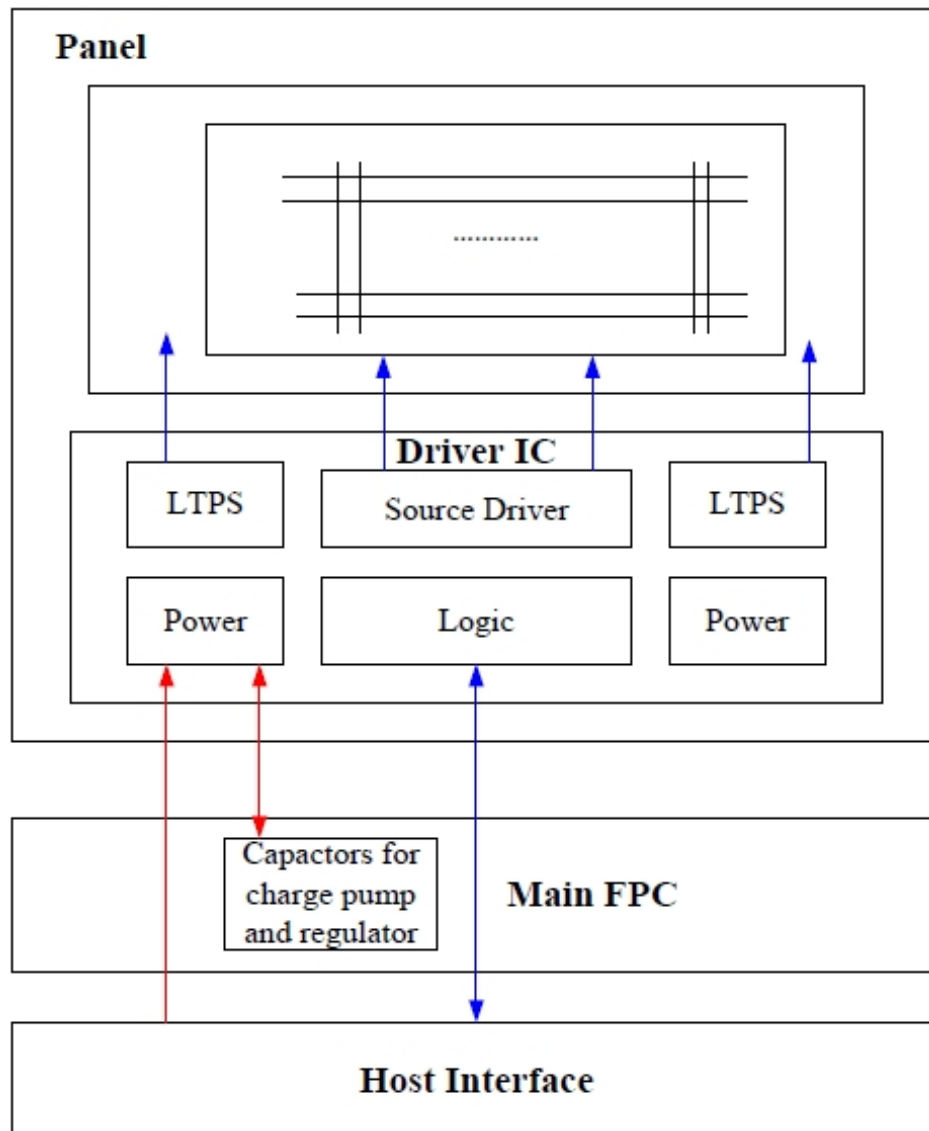 Panel
............
Driver IC
LTPS
Source Driver
LTPS
Power
Logic
Power
Capactors for
charge pump
and regulator
Main FPC
Host Interface